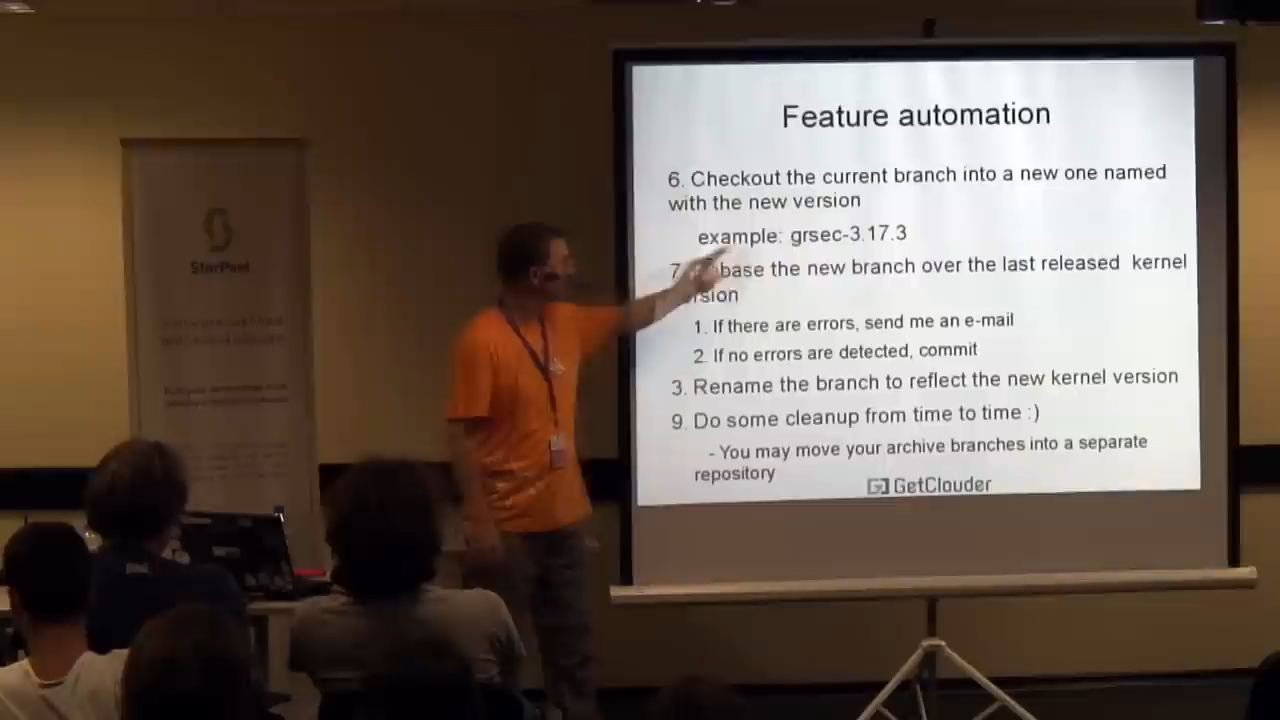 Feature automation
6. Checkout the current branch into a new one named
with the new version
example: grsec-3.17.3
7. base the new branch over the last released kernel
rsion
1. If there are errors, send me an e-mail
2. If no errors are detected, commit
3. Rename the branch to reflect the new kernel version
9. Do some cleanup from time to time :)
- You may move your archive branches into a separate
repository
GetClouder
StorPool